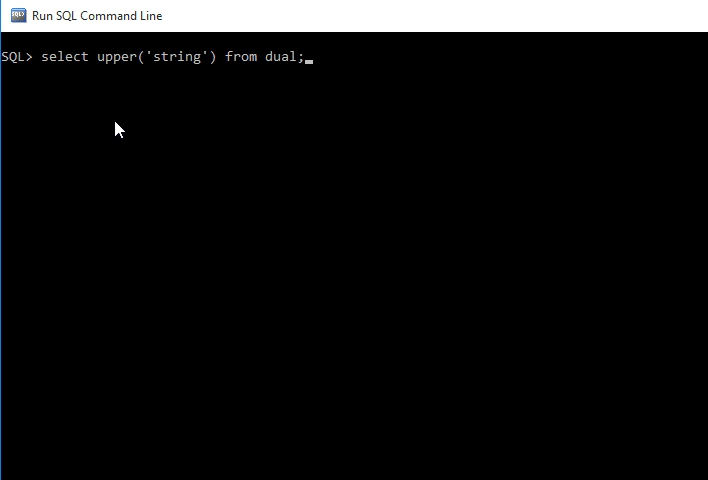 Run SQL Command Line
SQL> select upper('string') from dual;